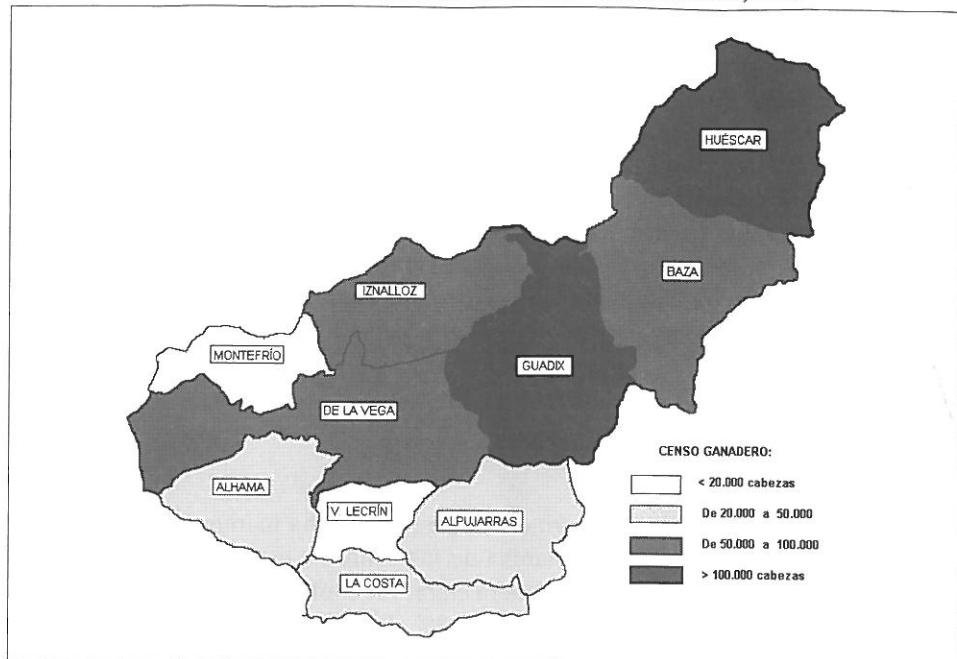 HUÉSCAR
BAZA
IZNALLOZ
MONTEFRÍO
GUADIX
DE LA VEGA
ALHAMA
V. LECRÍN
ALPUJARRAS
LA COSTA
CENSO GANADERO:
< 20.000 cabezas
De 20.000 a 50.000
De 50.000 a 100.000
> 100.000 cabezas